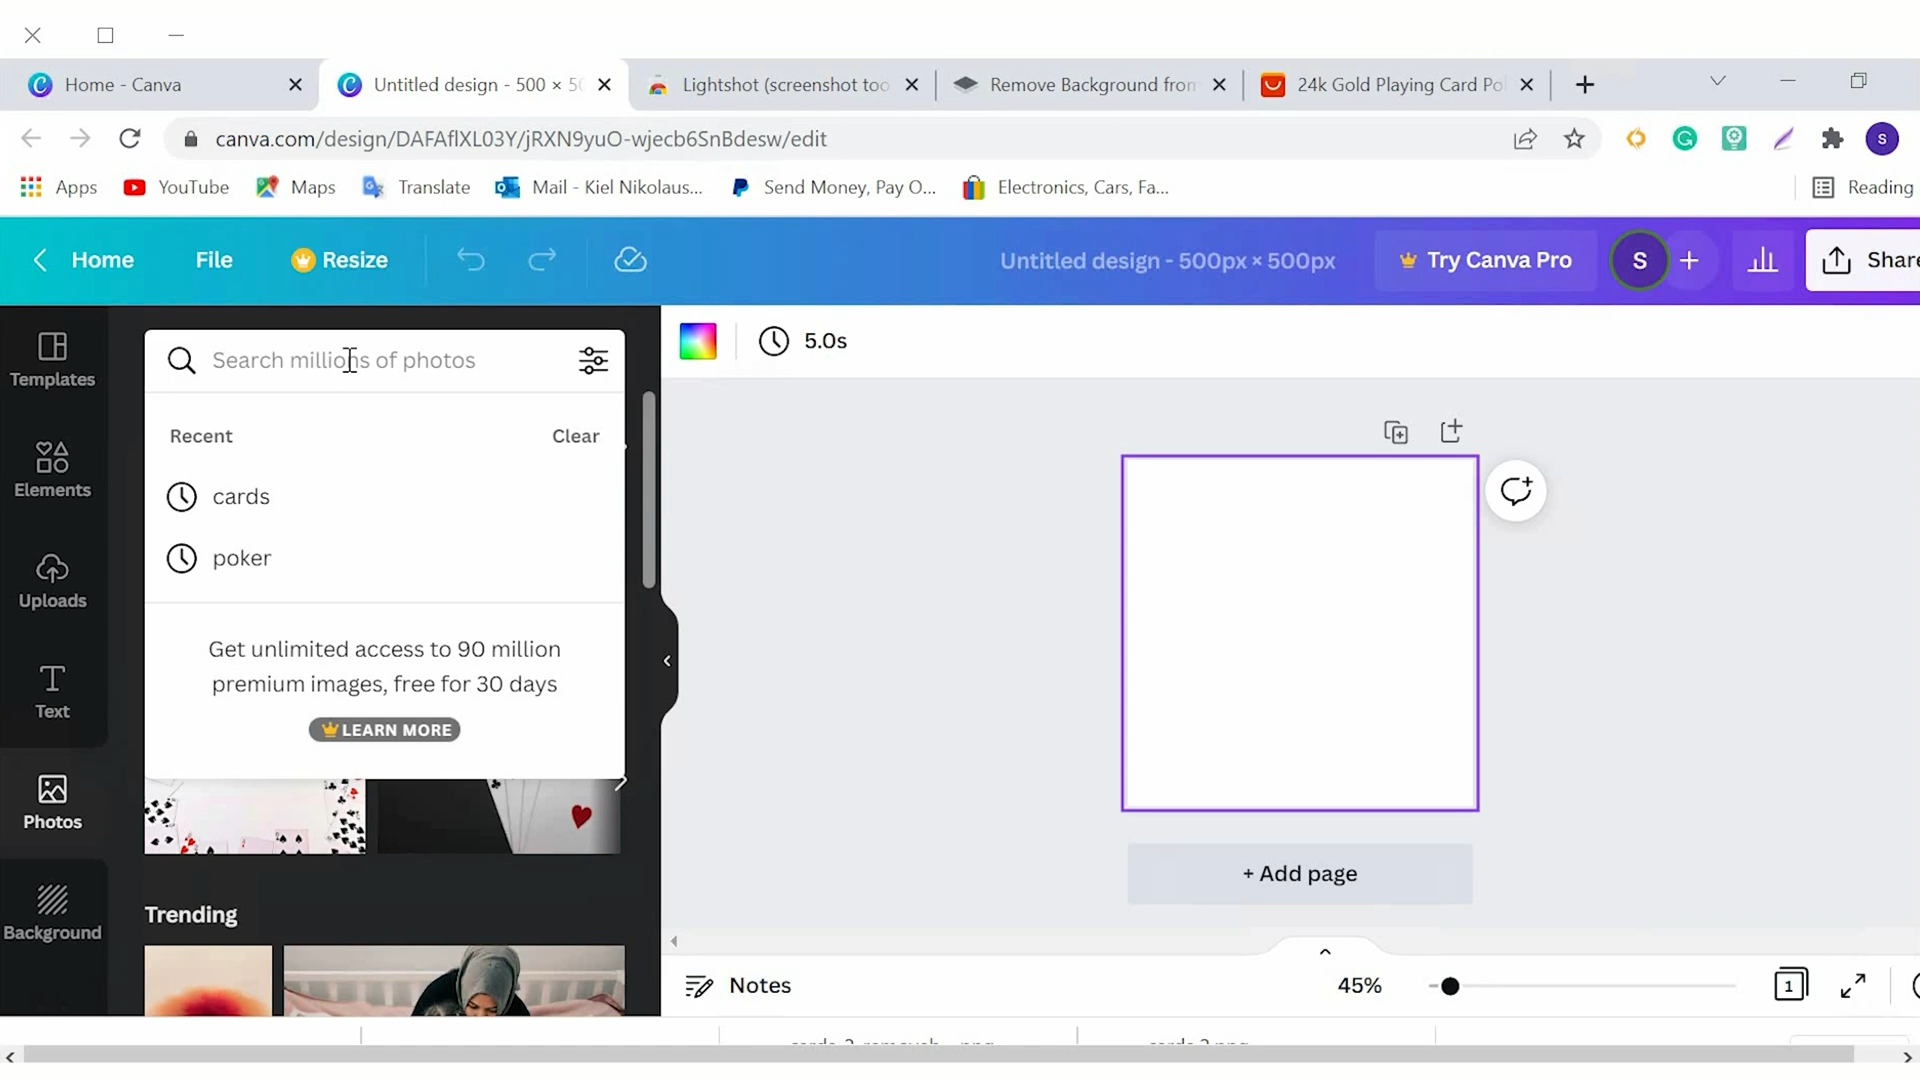 Home - Canva
Untitled design - 500 × 50
Lightshot (screenshot too
Remove Background from
24k Gold Playing Card Po
canva.com/design/DAFAflXL03Y/jRXN9yuO-wjecb6SnBdesw/edit
S
Apps
YouTube
Maps
Translate
Mail - Kiel Nikolaus...
Send Money, Pay O...
Electronics, Cars, Fa...
Reading
Home
File
Resize
Untitled design - 500px × 500px
Try Canva Pro
S
Share
Templates
Elements
Uploads
Text
Photos
Background
Search millions of photos
Recent
Clear
cards
poker
Get unlimited access to 90 million
premium images, free for 30 days
LEARN MORE
Trending
5.0s
+ Add page
Notes
45%
1